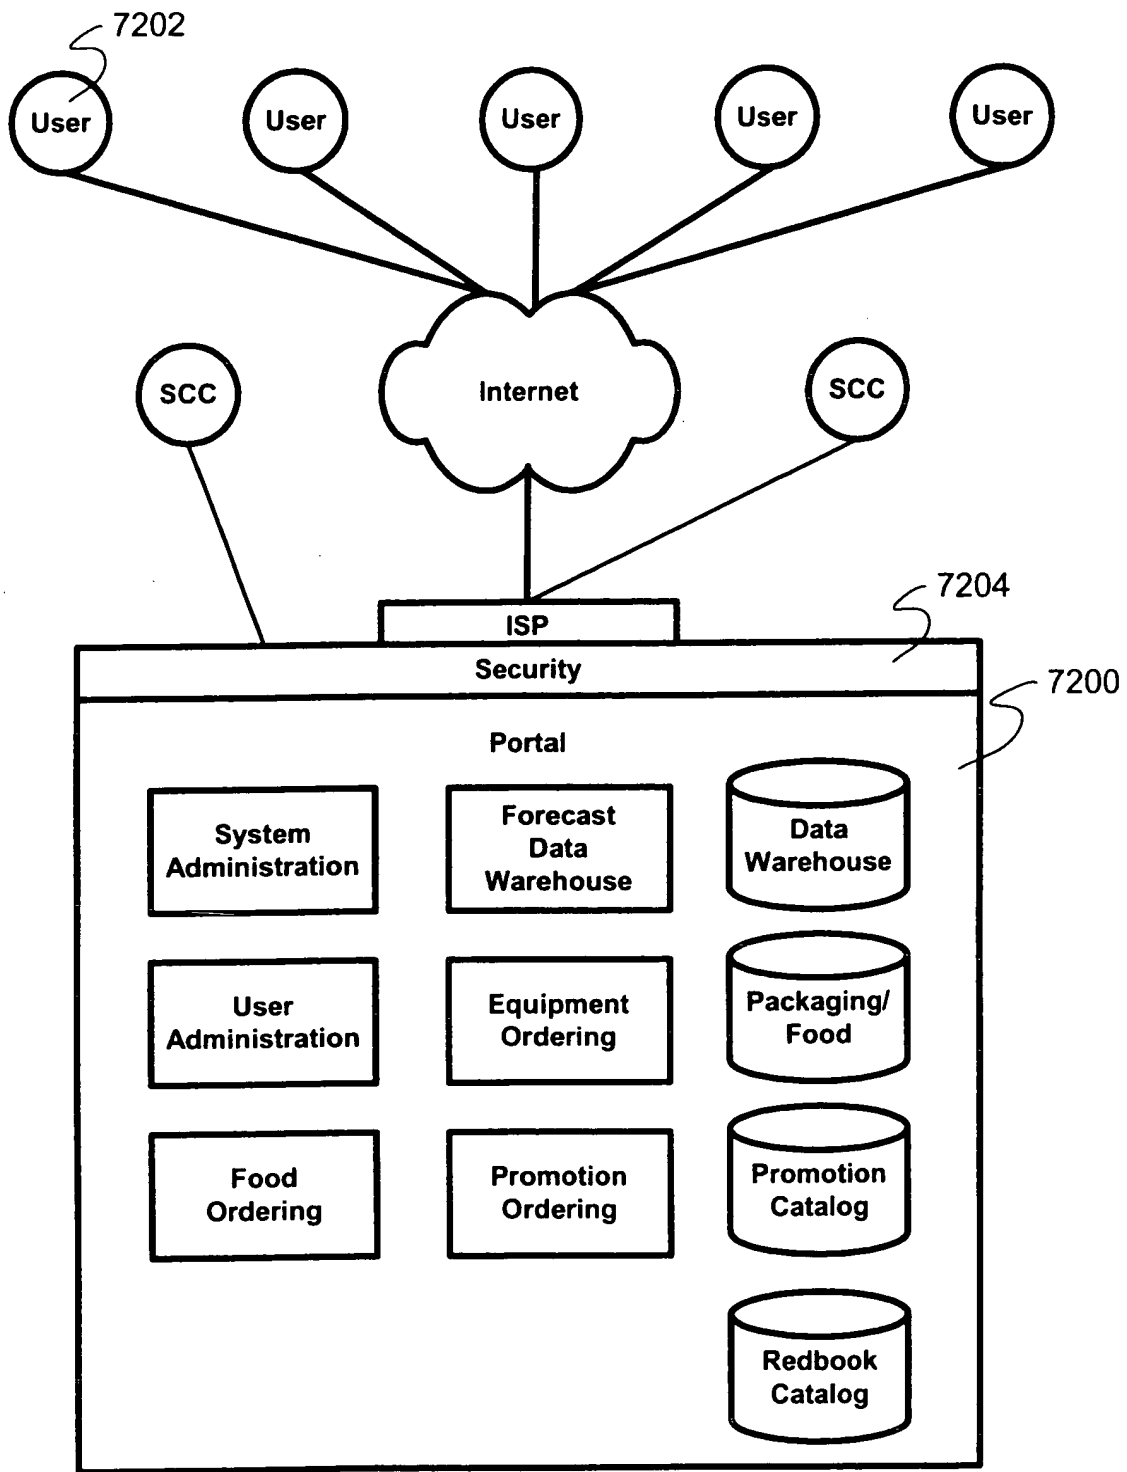 7202
User
User
User
User
User
SCC
Internet
SCC
ISP
7204
Security
7200
Portal
System
Administration
Forecast
Data
Warehouse
Data
Warehouse
User
Administration
Equipment
Ordering
Packaging/
Food
Food
Ordering
Promotion
Ordering
Promotion
Catalog
Redbook
Catalog